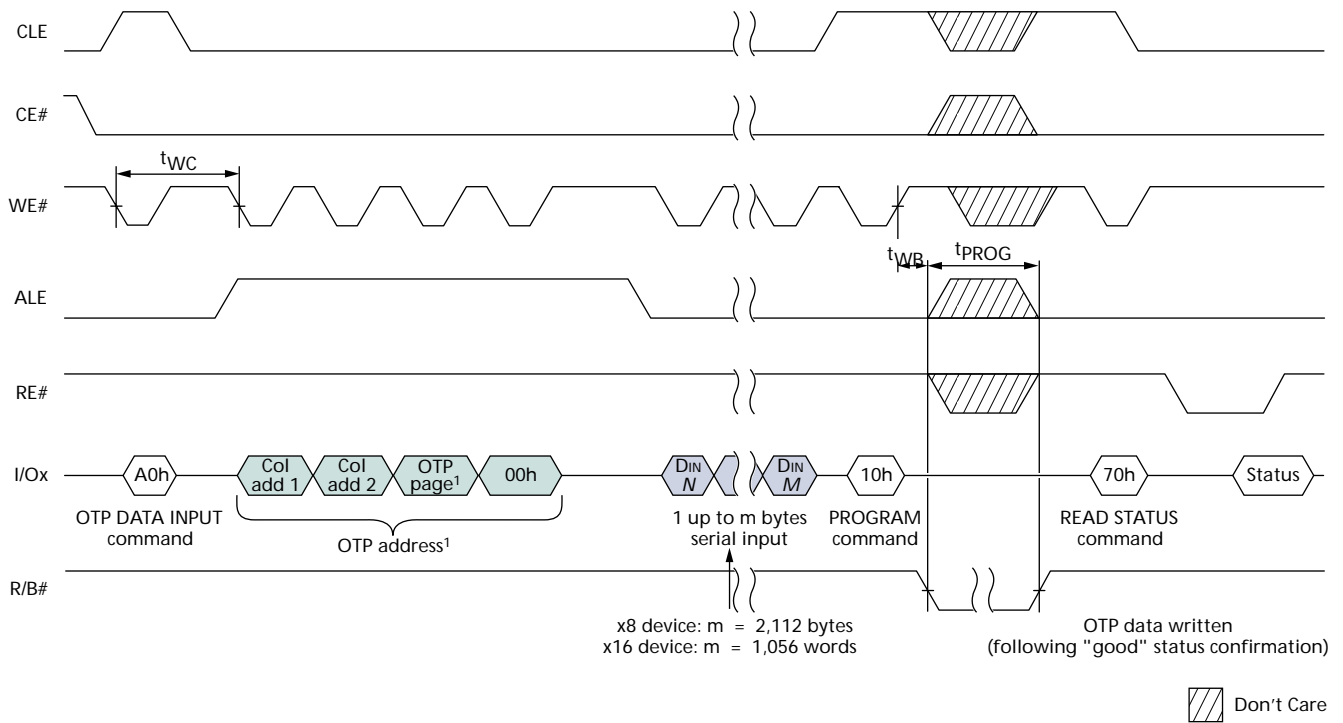 CLE
CE#
tWC
WE#
tWB
tPROG
ALE
RE#
I/Ox
A0h
Col
add 1
Col
add 2
OTP
page1
00h
DIN
N
DIN
M
10h
70h
Status
OTP DATA INPUT
command
OTP address1
1 up to m bytes
serial input
PROGRAM
command
READ STATUS
command
R/B#
x8 device: m = 2,112 bytes
x16 device: m = 1,056 words
OTP data written
(following "good" status confirmation)
Don't Care